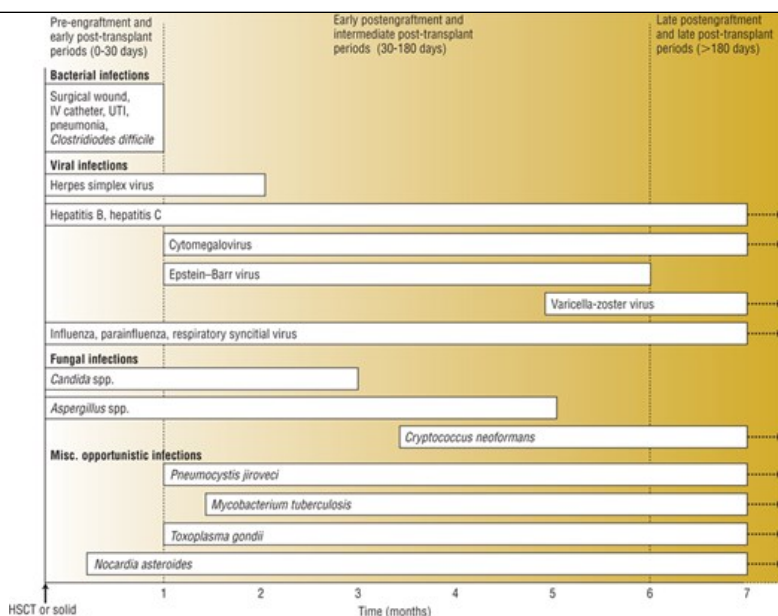 Pre-engraftment and
early post-transplant
periods (0-30 days)
Early postengraftment and
intermediate post-transplant
periods (30-180 days)
Late postengraftment
and late post-transplant
periods (>180 days)
Bacterial infections
Surgical wound,
IV catheter, UTI,
pneumonia,
Clostridiodes difficile
Viral infections
Herpes simplex virus
Hepatitis B, hepatitis C
Cytomegalovirus
Epstein–Barr virus
Varicella-zoster virus
Influenza, parainfluenza, respiratory syncitial virus
Fungal infections
Candida spp.
Aspergillus spp.
Cryptococcus neoformans
Misc. opportunistic infections
Pneumocystis jiroveci
Mycobacterium tuberculosis
Toxoplasma gondii
Nocardia asteroides
1 2 3 4 5 6 7
HSCT or solid
Time (months)